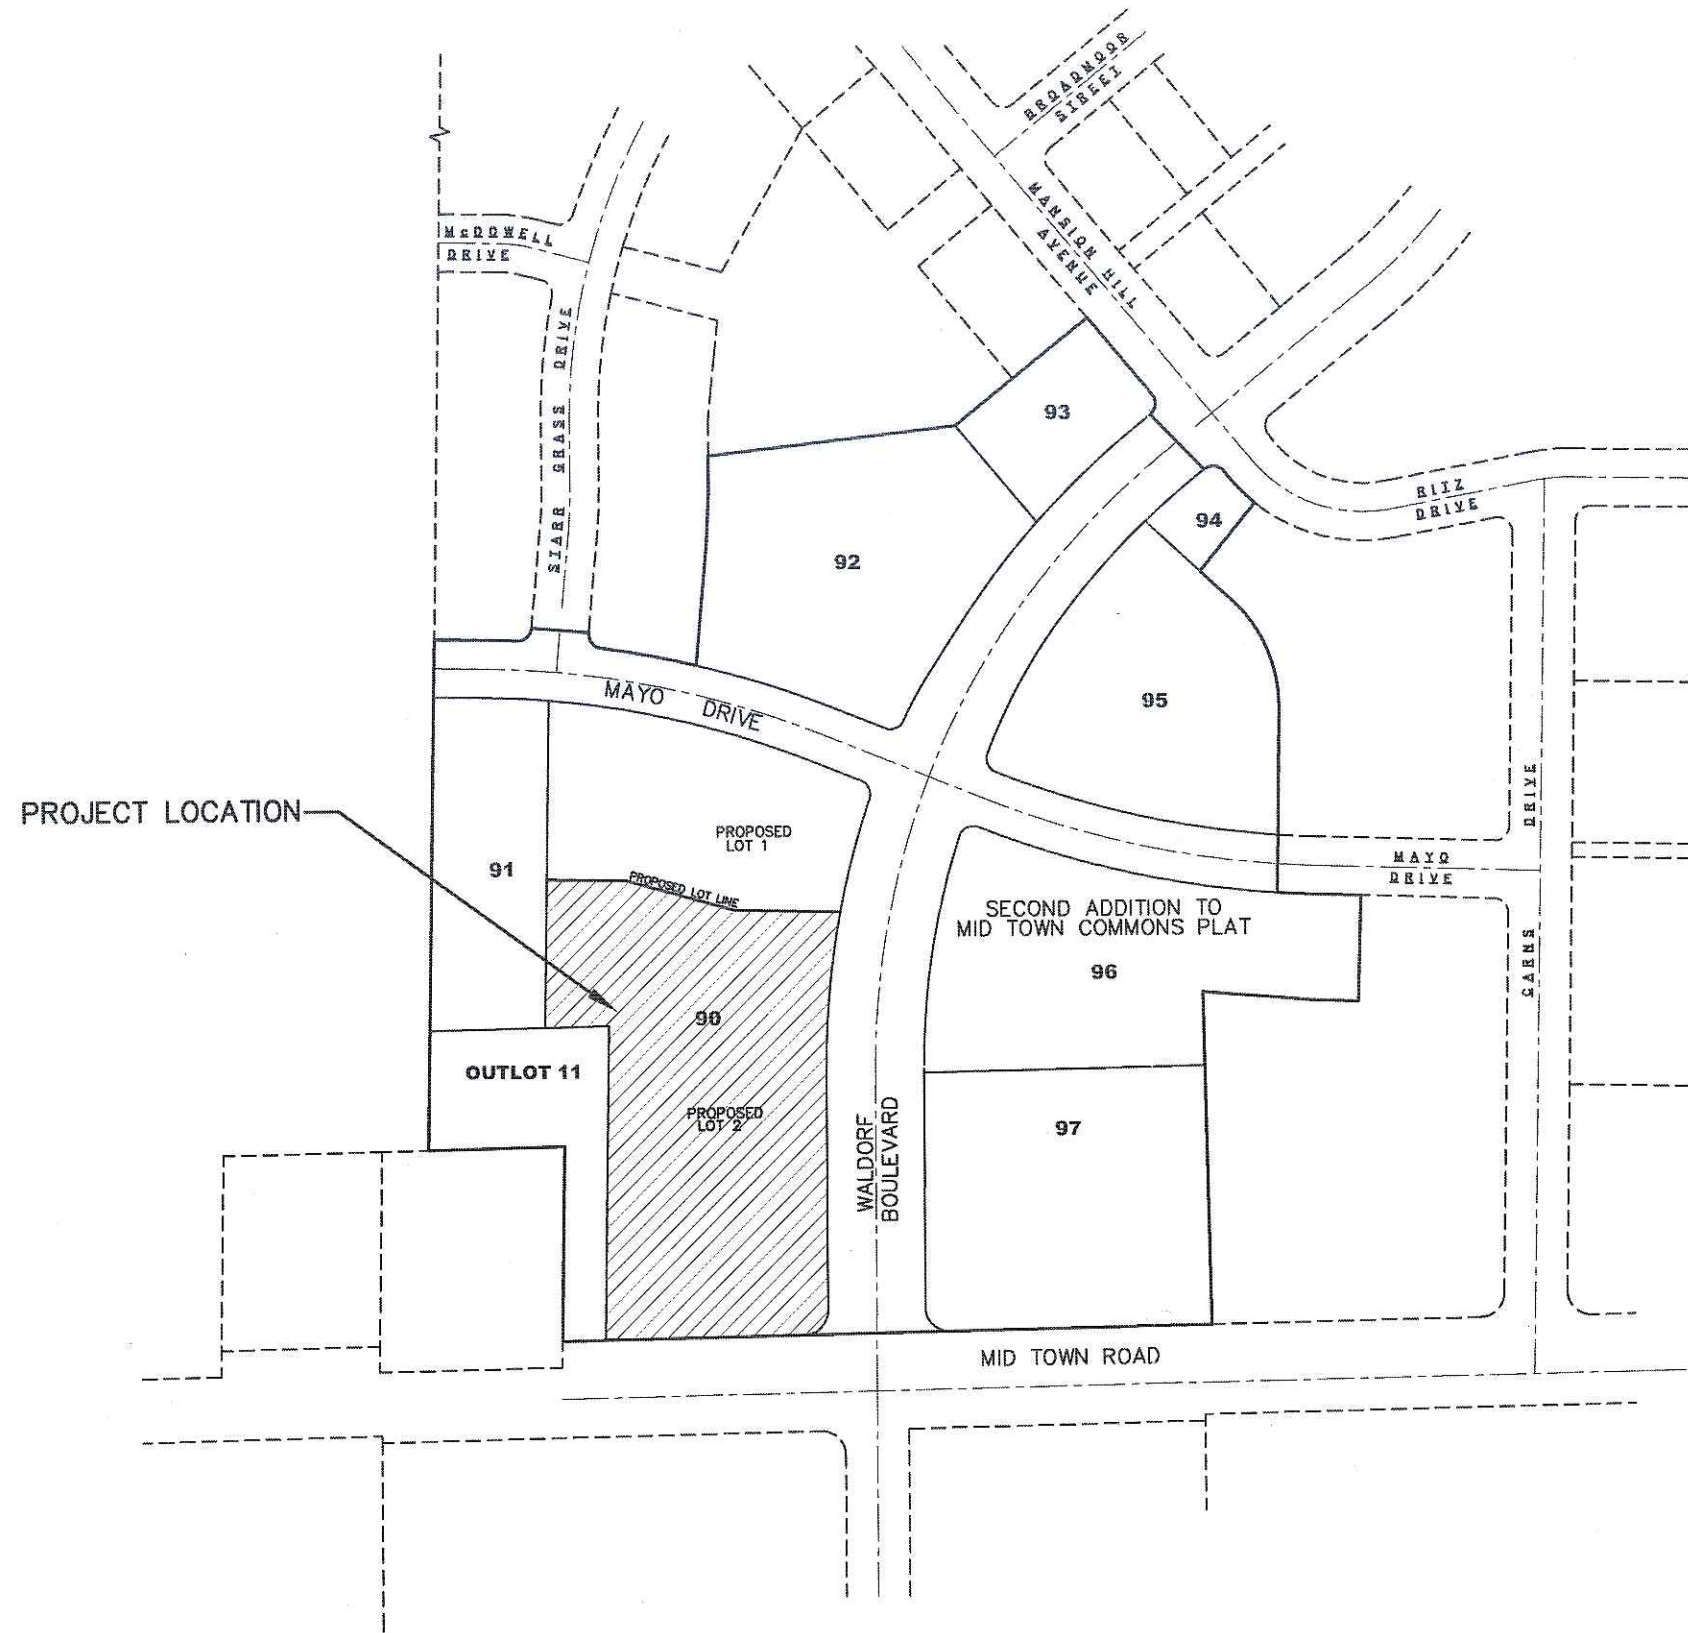 BROADMOOR
STREET
MANSION HILL
AVENUE
McDOWELL
DRIVE
STARR GRASS DRIVE
93
RITZ
DRIVE
94
92
MAYO DRIVE
95
PROJECT LOCATION
PROPOSED
LOT 1
DRIVE
CARNS
MAYO
DRIVE
91
PROPOSED LOT LINE
SECOND ADDITION TO
MID TOWN COMMONS PLAT
96
90
OUTLOT 11
PROPOSED
LOT 2
97
WALDORF
BOULEVARD
MID TOWN ROAD